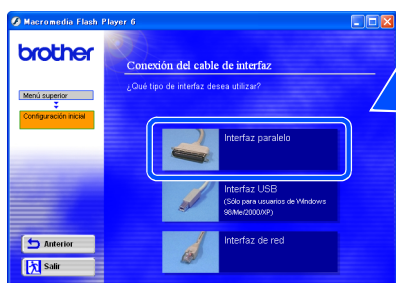 Macromedia Flash Player 6
brother
Conexión del cable de interfaz
¿Qué tipo de interfaz desea utilizar?
Menú superior
Configuración inicial
Interfaz paralelo
Interfaz USB
(Sólo para usuarios de Windows
98/Me/2000/XP)
Interfaz de red
Anterior
Salir